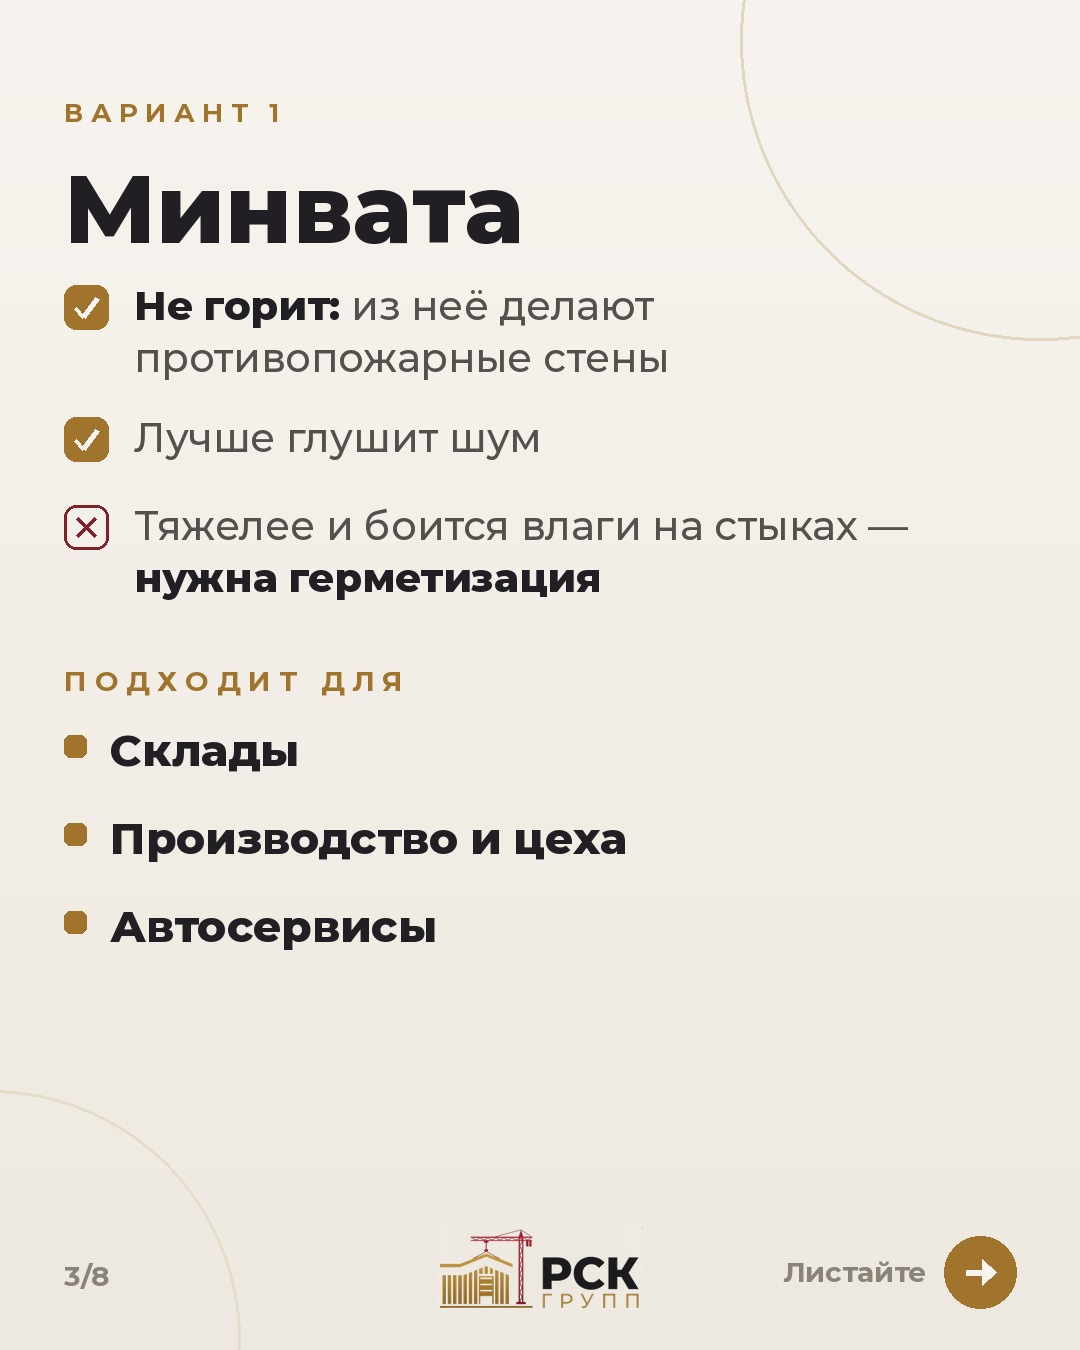 ВАРИАНТ 1
Минвата
Не горит: из неё делают
противопожарные стены
Лучше глушит шум
Тяжелее и боится влаги на стыках —
нужна герметизация
ПОДХОДИТ ДЛЯ
Склады
Производство и цеха
Автосервисы
3/8
РСК
ГРУПП
Листайте